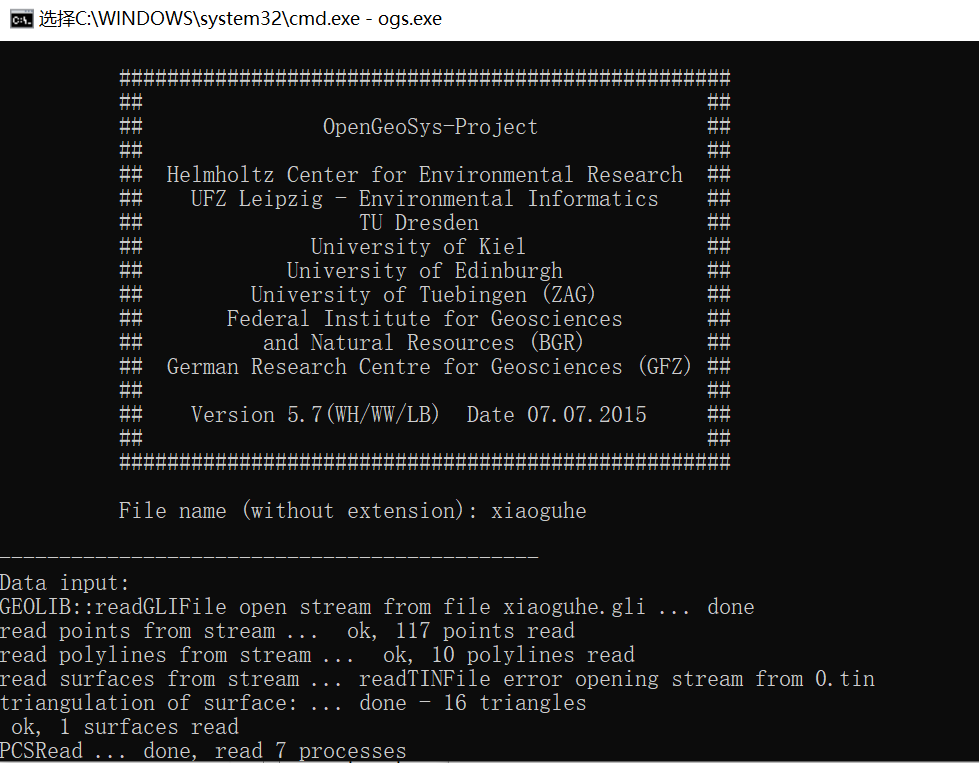 选择C:\WINDOWS\system32\cmd.exe - ogs.exe
###################################################
## ##
## OpenGeoSys-Project ##
## ##
## Helmholtz Center for Environmental Research ##
## UFZ Leipzig - Environmental Informatics ##
## TU Dresden ##
## University of Kiel ##
## University of Edinburgh ##
## University of Tuebingen (ZAG) ##
## Federal Institute for Geosciences ##
## and Natural Resources (BGR) ##
## German Research Centre for Geosciences (GFZ) ##
## ##
## Version 5.7(WH/WW/LB) Date 07.07.2015 ##
## ##
###################################################
File name (without extension): xiaoguhe
---------------------------------------------
Data input:
GEOLIB::readGLIFile open stream from file xiaoguhe.gli ... done
read points from stream ... ok, 117 points read
read polylines from stream ... ok, 10 polylines read
read surfaces from stream ... readTINFile error opening stream from 0.tin
triangulation of surface: ... done - 16 triangles
ok, 1 surfaces read
PCSRead ... done, read 7 processes